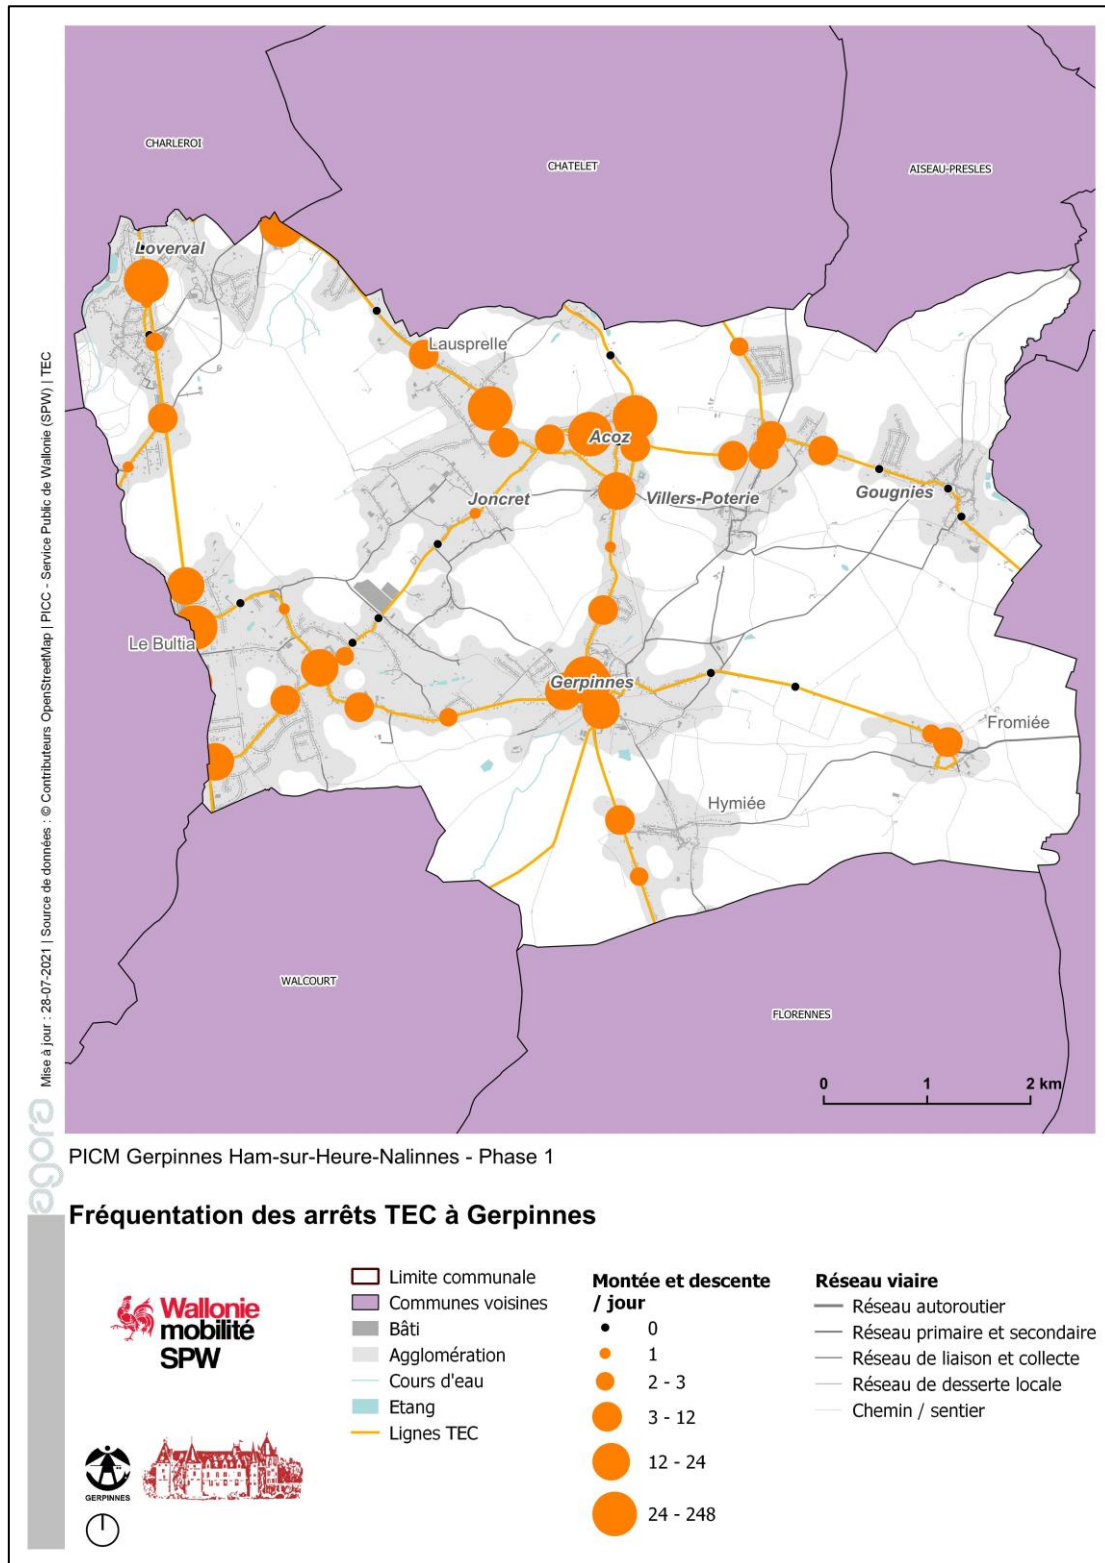 CHARLEROI
CHATELET
AISEAU-PRESLES
Loverval
Lausprelle
Acoz
Joncret
Villers-Poterie
Gougniés
Le Bultia
Gerpinnes
Fromiée
Hymiée
WALCOURT
FLORENNES
0 1 2 km
Mise à jour : 28-07-2021 | Source de données : © Contributeurs OpenStreetMap | PICC - Service Public de Wallonie (SPW) | TEC
agora
PICM Gerpinnes Ham-sur-Heure-Nalinnes - Phase 1
Fréquentation des arrêts TEC à Gerpinnes
Wallonie
mobilité
SPW
GERPINNES
Limite communale
Communes voisines
Bâti
Agglomération
Cours d'eau
Etang
Lignes TEC
Montée et descente
/ jour
0
1
2 - 3
3 - 12
12 - 24
24 - 248
Réseau viaire
Réseau autoroutier
Réseau primaire et secondaire
Réseau de liaison et collecte
Réseau de desserte locale
Chemin / sentier